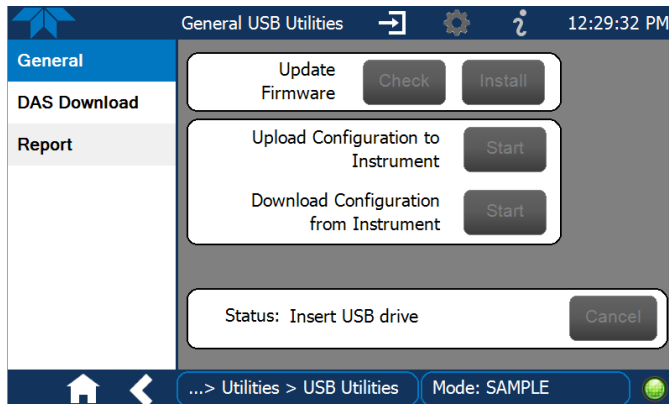 General USB Utilities
12:29:32 PM
General
DAS Download
Report
Update
Firmware
Check
Install
Upload Configuration to
Instrument
Start
Download Configuration
from Instrument
Start
Status: Insert USB drive
Cancel
...> Utilities > USB Utilities
Mode: SAMPLE